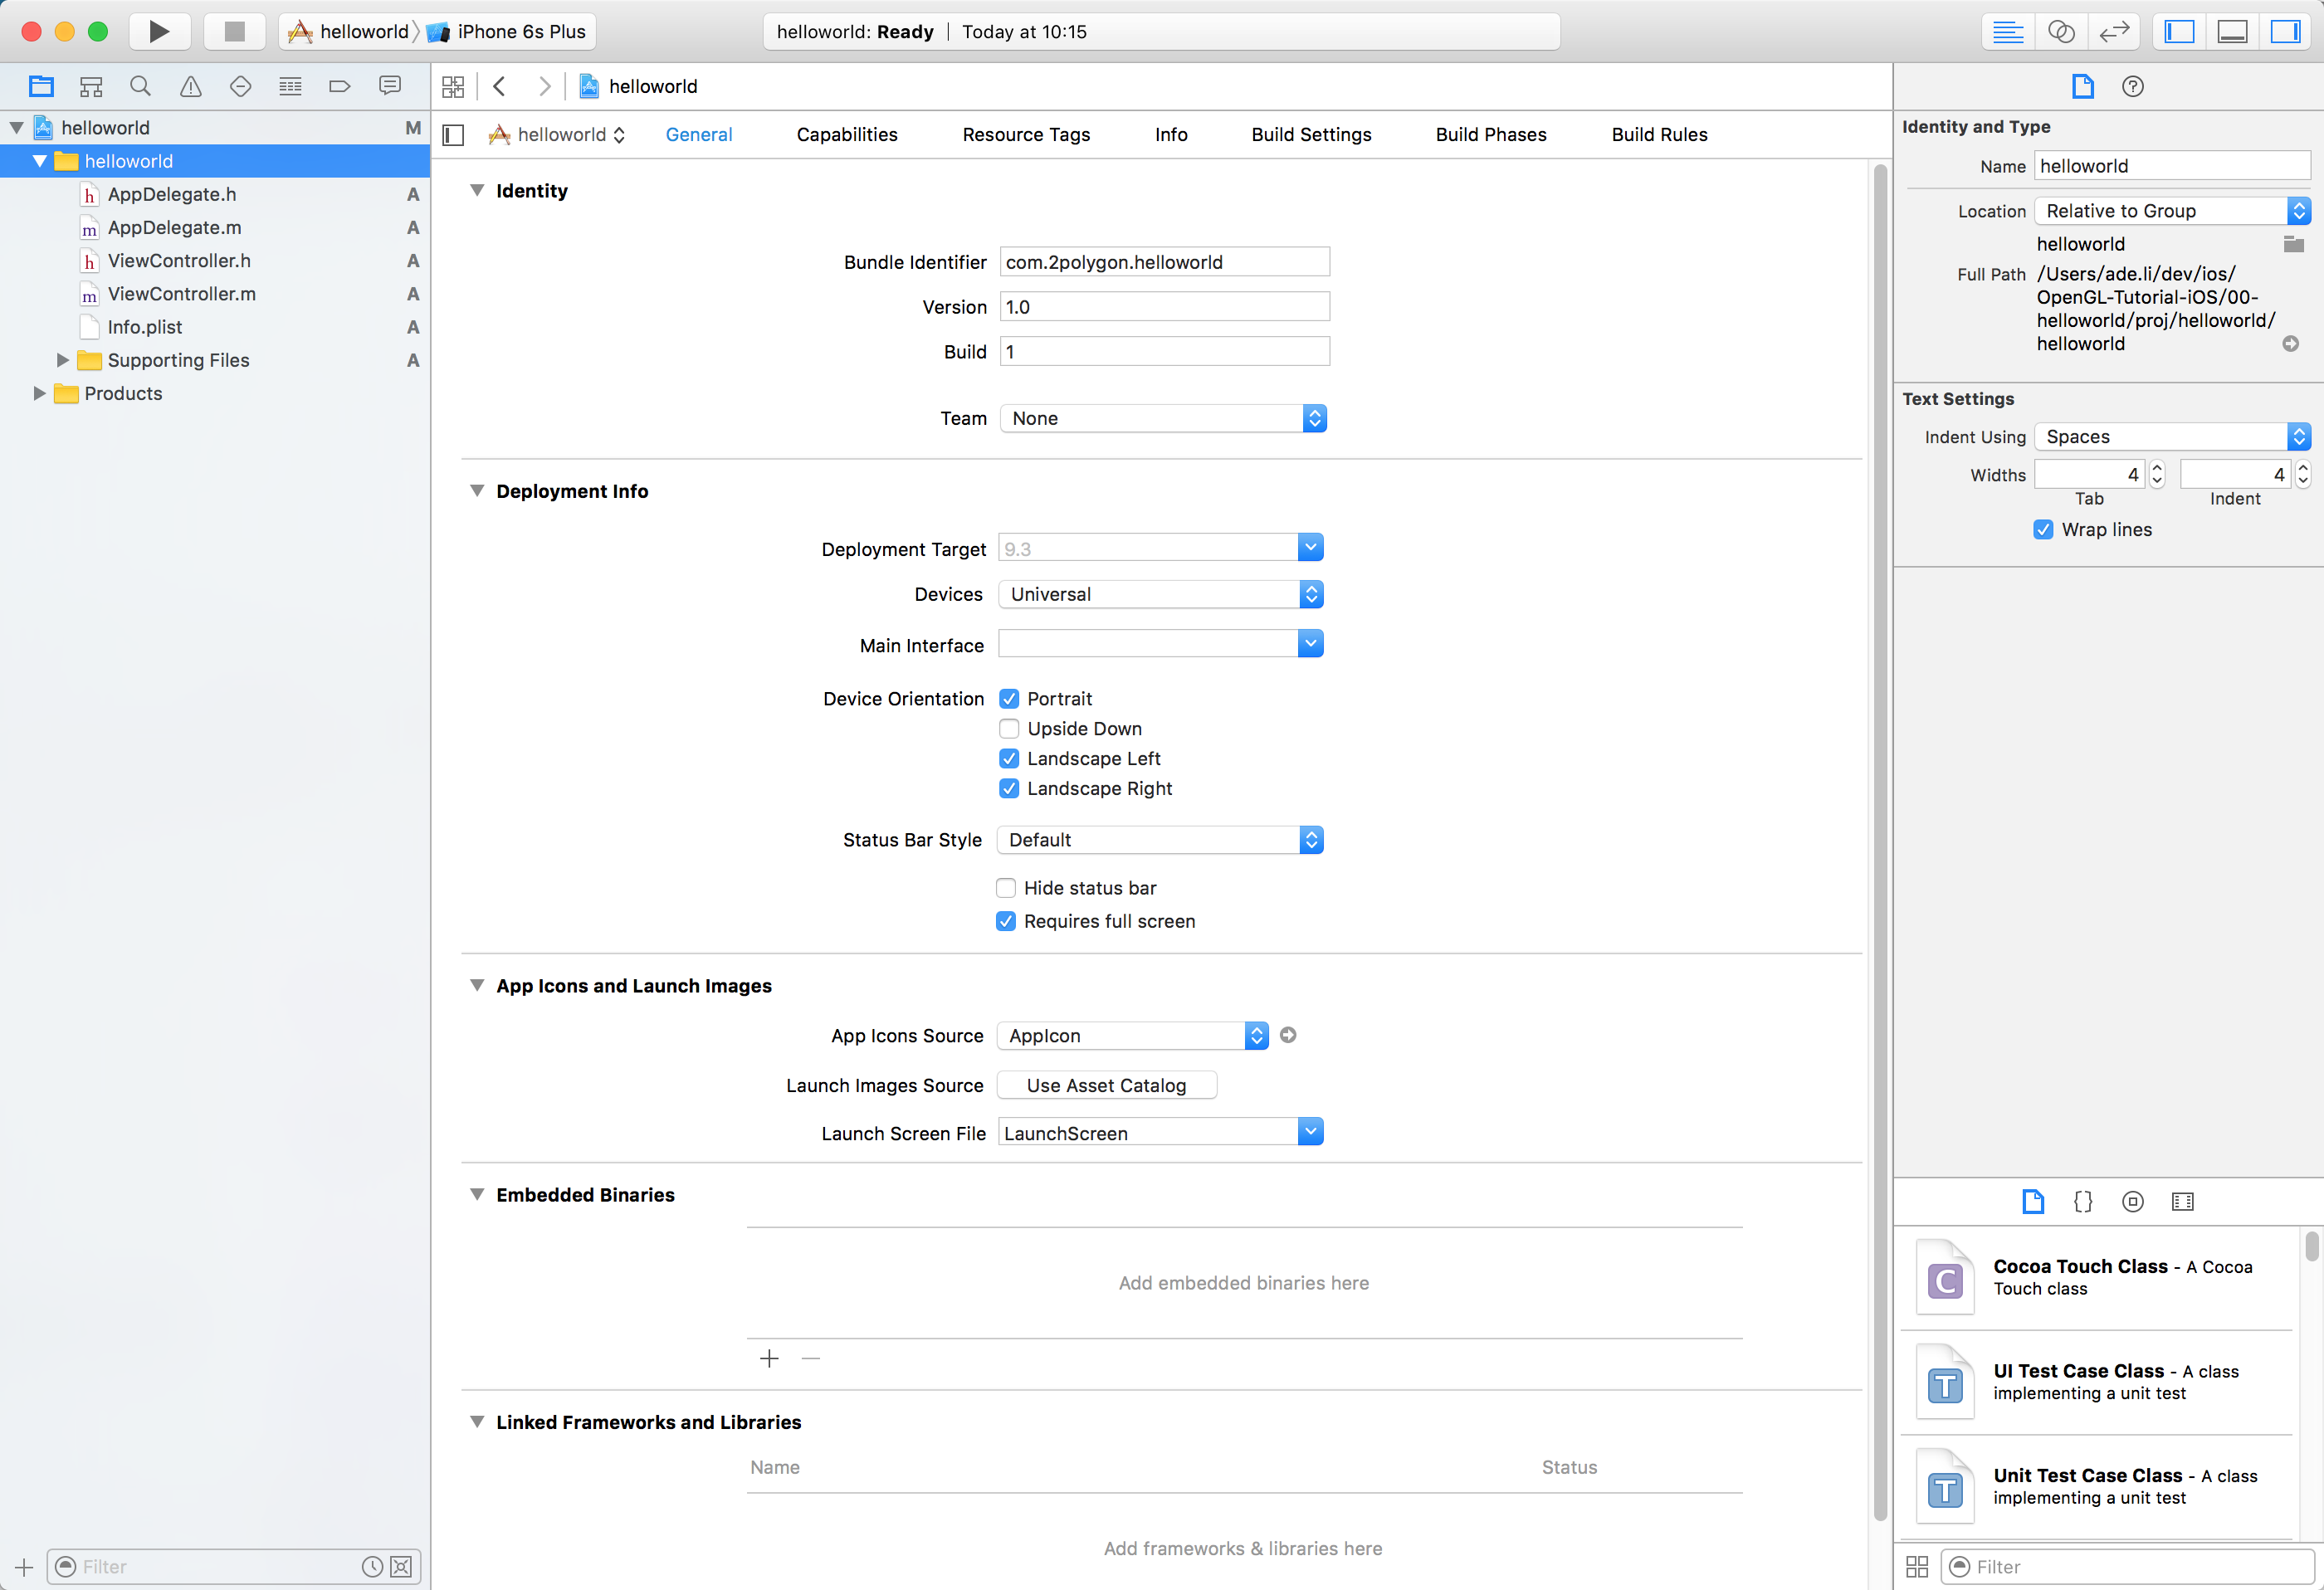 helloworld
iPhone 6s Plus
helloworld: Ready | Today at 10:15
helloworld
helloworld M
helloworld
AppDelegate.h A
AppDelegate.m A
ViewController.h A
ViewController.m A
Info.plist A
Supporting Files A
Products
Filter
helloworld
General
Capabilities
Resource Tags
Info
Build Settings
Build Phases
Build Rules
Identity
Bundle Identifier com.2polygon.helloworld
Version 1.0
Build 1
Team None
Deployment Info
Deployment Target 9.3
Devices Universal
Main Interface
Device Orientation Portrait
Upside Down
Landscape Left
Landscape Right
Status Bar Style Default
Hide status bar
Requires full screen
App Icons and Launch Images
App Icons Source AppIcon
Launch Images Source Use Asset Catalog
Launch Screen File LaunchScreen
Embedded Binaries
Add embedded binaries here
Linked Frameworks and Libraries
Name Status
Add frameworks & libraries here
Identity and Type
Name helloworld
Location Relative to Group
helloworld
Full Path /Users/ade.li/dev/ios/
OpenGL-Tutorial-iOS/00-
helloworld/proj/helloworld/
helloworld
Text Settings
Indent Using Spaces
Widths 4 4
Tab Indent
Wrap lines
C
Cocoa Touch Class - A Cocoa
Touch class
T
UI Test Case Class - A class
implementing a unit test
T
Unit Test Case Class - A class
implementing a unit test
Filter